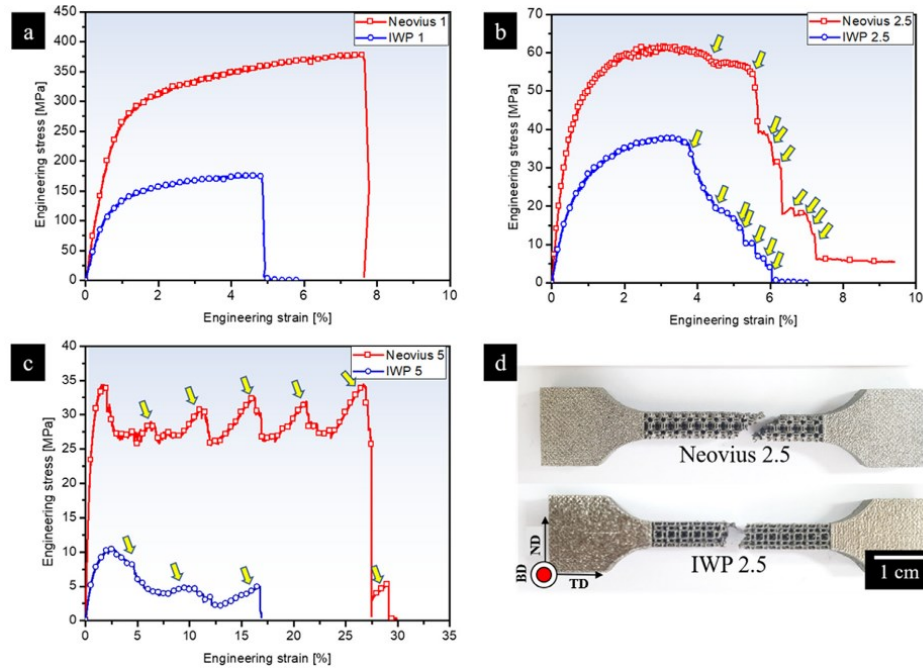 a
Neovius 1
IWP 1
Engineering stress [MPa]
450
400
350
300
250
200
150
100
50
0
0 2 4 6 8 10
Engineering strain [%]
b
Neovius 2.5
IWP 2.5
Engineering stress [MPa]
70
60
50
40
30
20
10
0
0 2 4 6 8 10
Engineering strain [%]
c
Neovius 5
IWP 5
Engineering stress [MPa]
40
35
30
25
20
15
10
5
0
0 5 10 15 20 25 30 35
Engineering strain [%]
d
Neovius 2.5
IWP 2.5
ND
BD
TD
1 cm